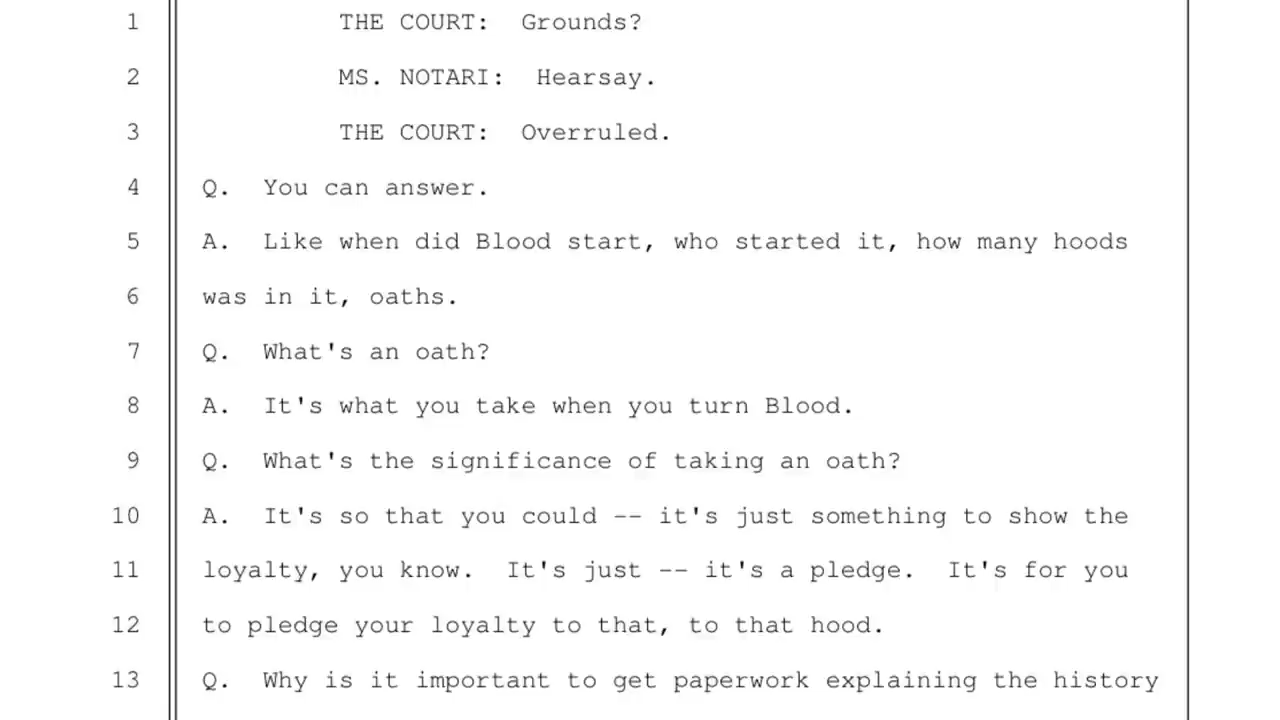 1 THE COURT: Grounds?
2 MS. NOTARI: Hearsay.
3 THE COURT: Overruled.
4 Q. You can answer.
5 A. Like when did Blood start, who started it, how many hoods
6 was in it, oaths.
7 Q. What's an oath?
8 A. It's what you take when you turn Blood.
9 Q. What's the significance of taking an oath?
10 A. It's so that you could -- it's just something to show the
11 loyalty, you know. It's just -- it's a pledge. It's for you
12 to pledge your loyalty to that, to that hood.
13 Q. Why is it important to get paperwork explaining the history